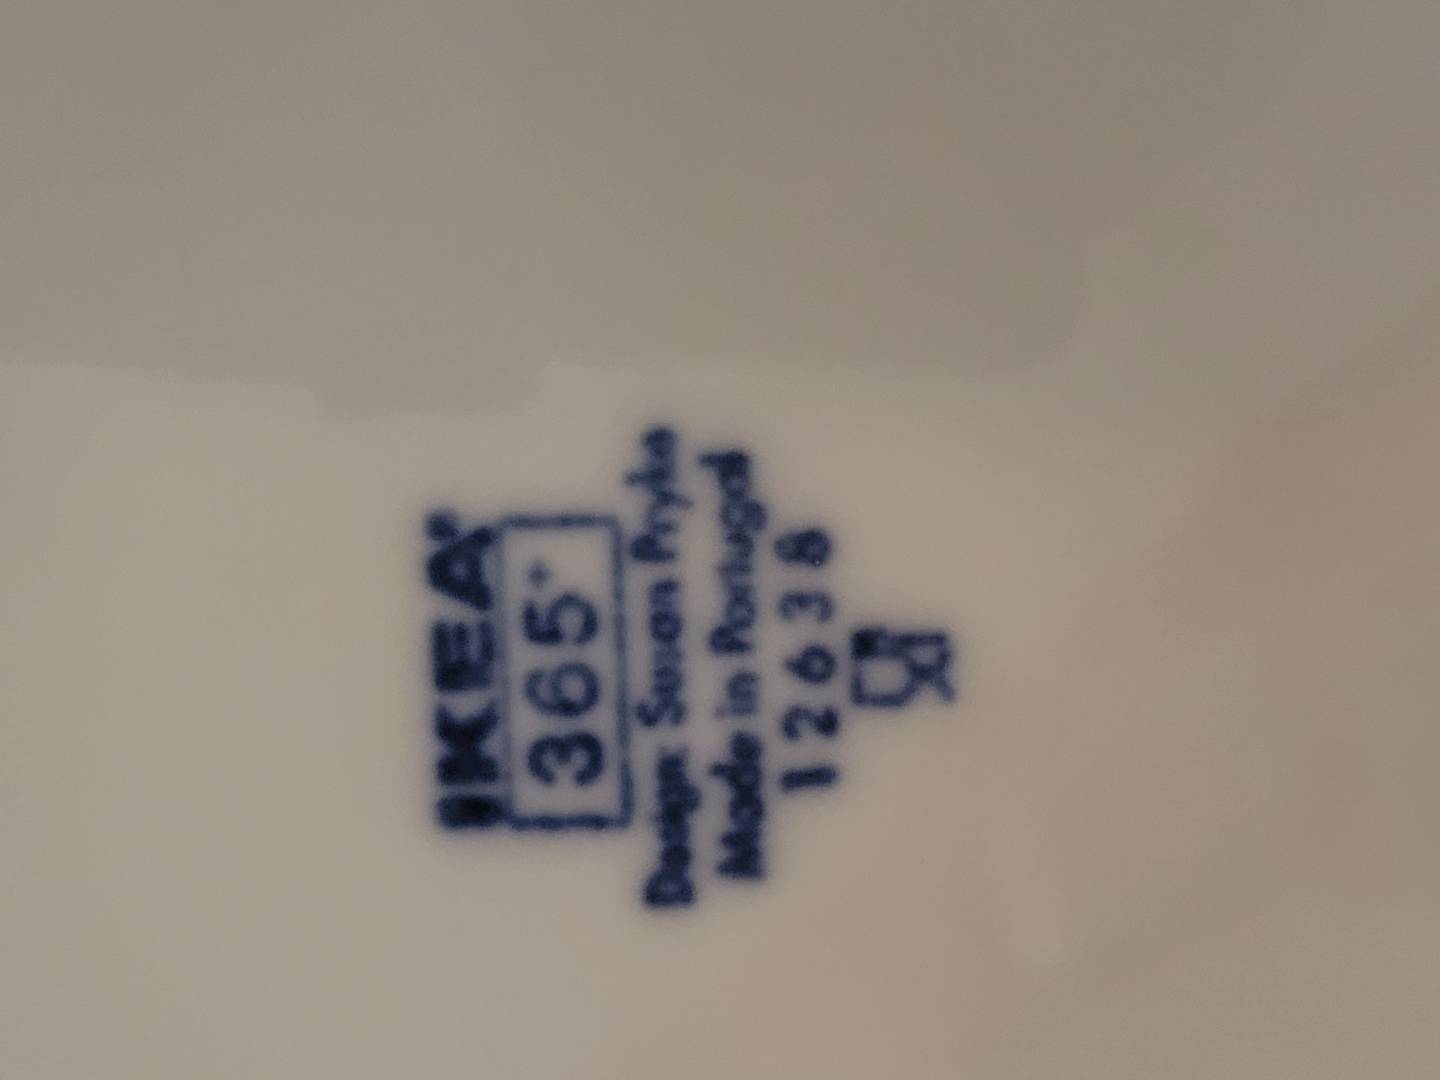 IKEA®
365+
Design: Susan Pryke
Made in Portugal
12638